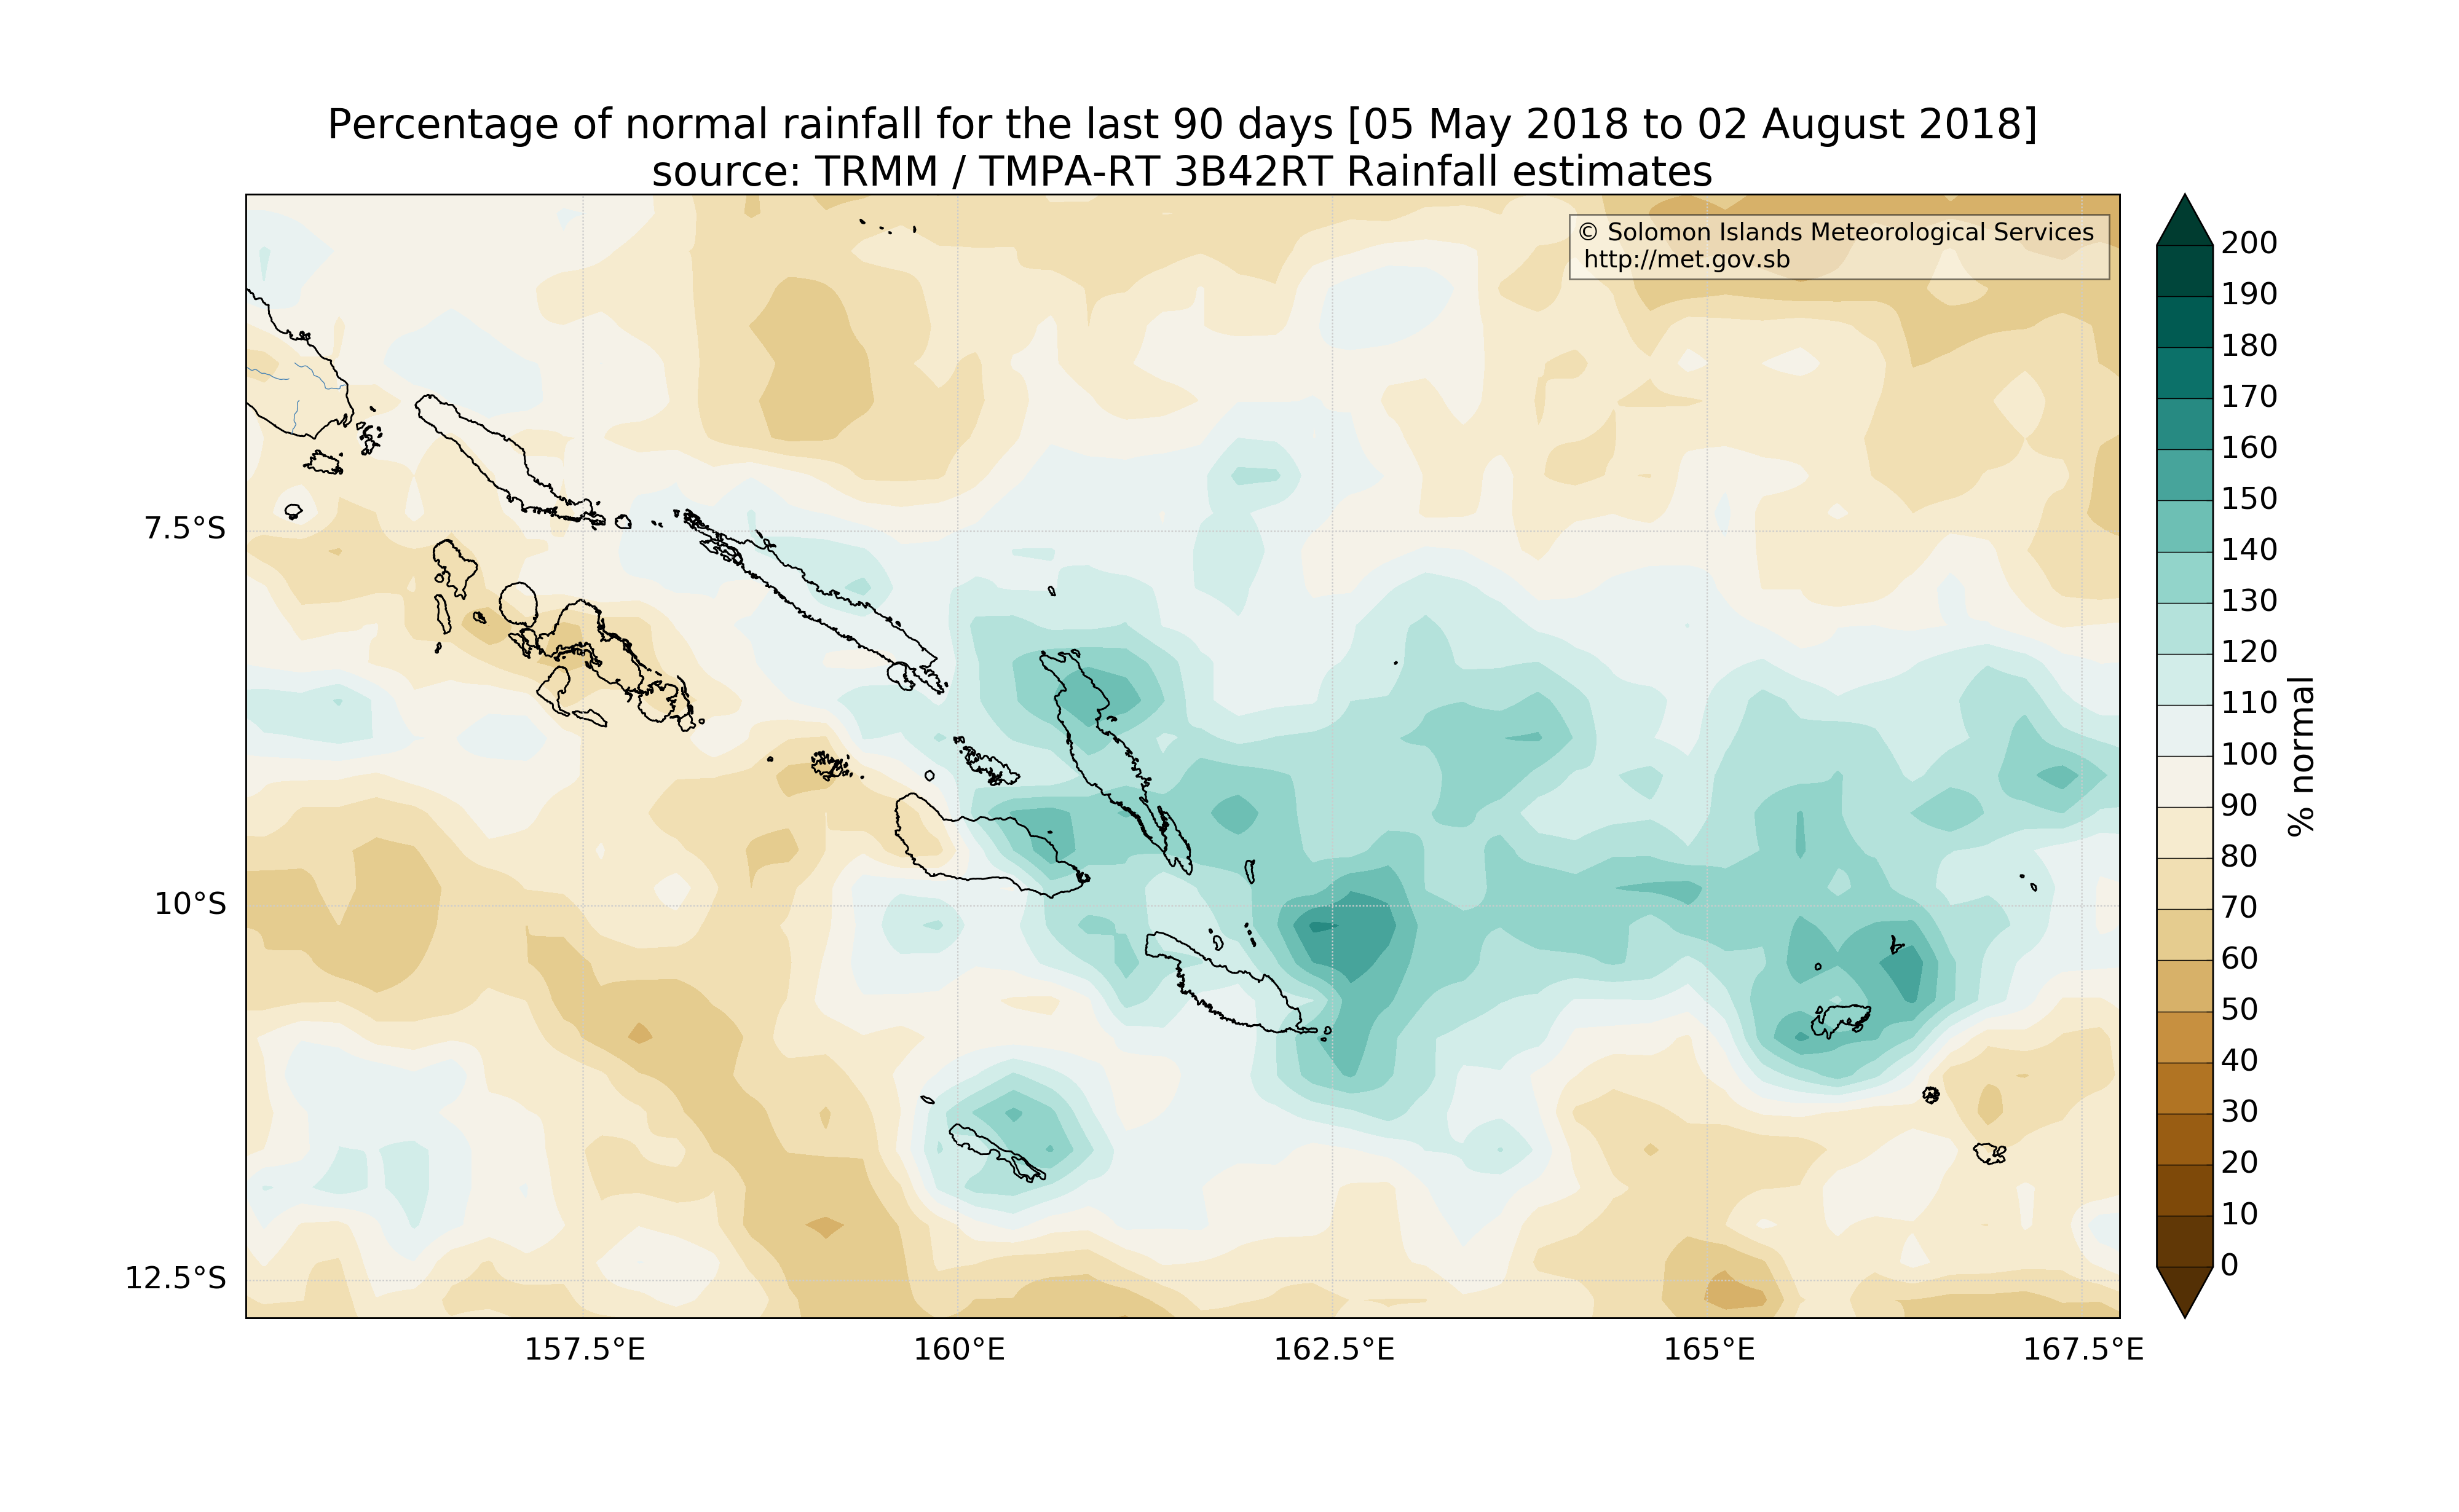 Percentage of normal rainfall for the last 90 days [05 May 2018 to 02 August 2018]
source: TRMM / TMPA-RT 3B42RT Rainfall estimates
© Solomon Islands Meteorological Services
http://met.gov.sb
7.5°S
10°S
12.5°S
157.5°E
160°E
162.5°E
165°E
167.5°E
200
190
180
170
160
150
140
130
120
110
100
90
80
70
60
50
40
30
20
10
0
% normal